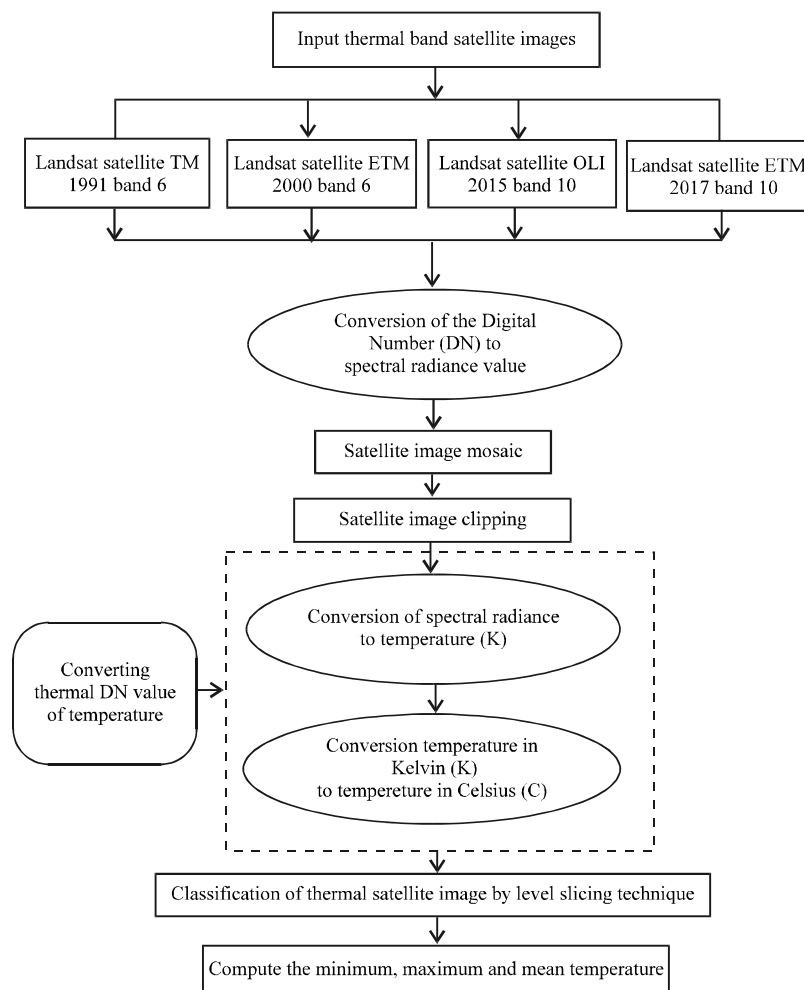 Input thermal band satellite images
Landsat satellite TM
1991 band 6
Landsat satellite ETM
2000 band 6
Landsat satellite OLI
2015 band 10
Landsat satellite ETM
2017 band 10
Conversion of the Digital
Number (DN) to
spectral radiance value
Satellite image mosaic
Satellite image clipping
Conversion of spectral radiance
to temperature (K)
Converting
thermal DN value
of temperature
Conversion temperature in
Kelvin (K)
to tempereture in Celsius (C)
Classification of thermal satellite image by level slicing technique
Compute the minimum, maximum and mean temperature